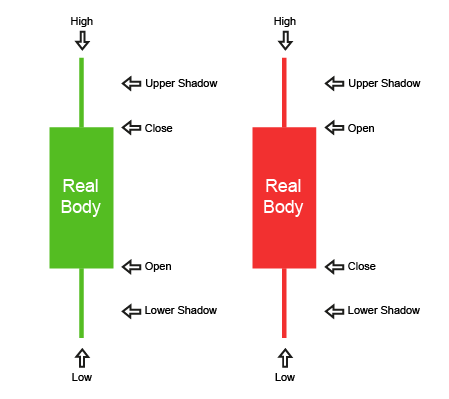 High
High
Upper Shadow
Upper Shadow
Close
Open
Real
Body
Real
Body
Open
Close
Lower Shadow
Lower Shadow
Low
Low